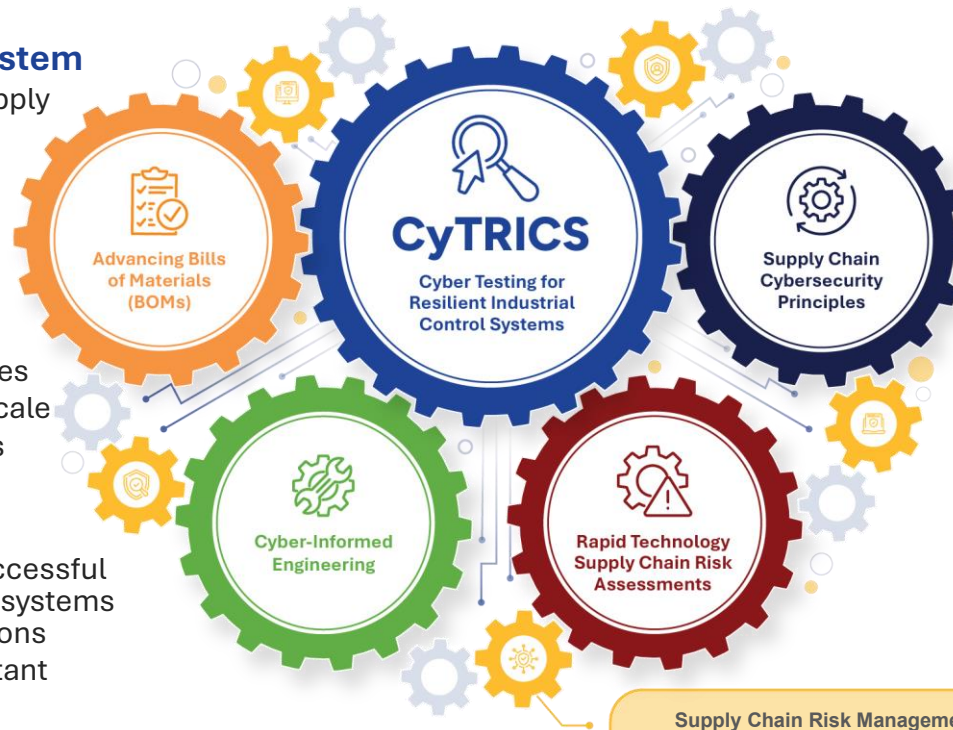 stem
pply
es
cale
s
ccessful
systems
ons
tant
Advancing Bills
of Materials
(BOMs)
CyTRICS
Cyber Testing for
Resilient Industrial
Control Systems
Supply Chain
Cybersecurity
Principles
Cyber-Informed
Engineering
Rapid Technology
Supply Chain Risk
Assessments
Supply Chain Risk Manageme